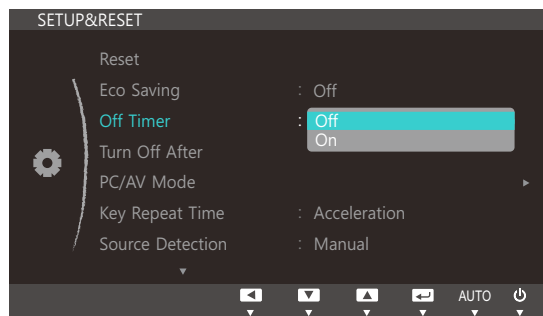 SETUP&RESET
Reset
Eco Saving : Off
Off Timer : Off
On
Turn Off After
PC/AV Mode
Key Repeat Time : Acceleration
Source Detection : Manual
AUTO